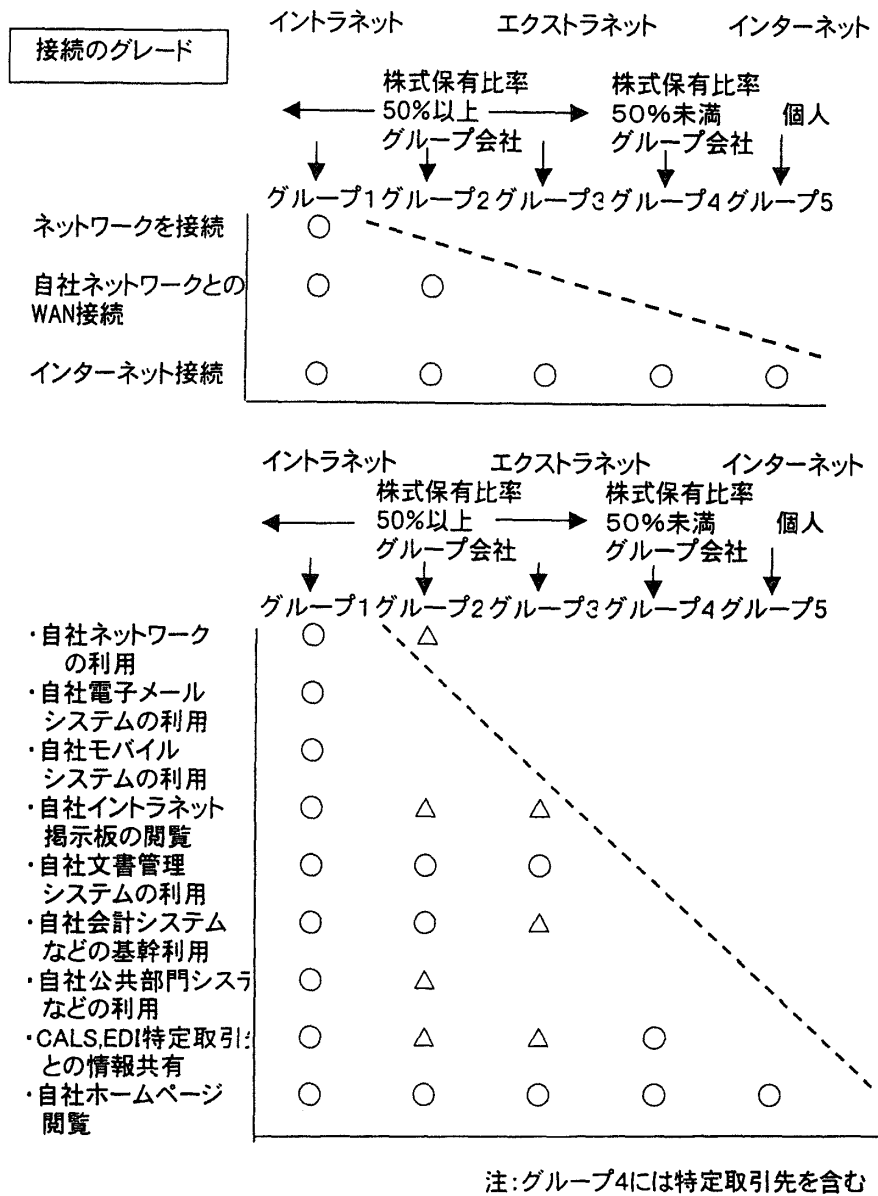 イントラネット エクストラネット インターネット
接続のグレード
株式保有比率 株式保有比率
50%以上 50%未満 個人
グループ会社 グループ会社
グループ1 グループ2 グループ3 グループ4 グループ5
ネットワークを接続 ○
自社ネットワークとの ○ ○
WAN接続
インターネット接続 ○ ○ ○ ○ ○
イントラネット エクストラネット インターネット
株式保有比率 株式保有比率
50%以上 50%未満 個人
グループ会社 グループ会社
グループ1 グループ2 グループ3 グループ4 グループ5
・自社ネットワーク ○ △
の利用
・自社電子メール ○
システムの利用
・自社モバイル ○
システムの利用
・自社イントラネット ○ △ △
掲示板の閲覧
・自社文書管理 ○ ○ ○
システムの利用
・自社会計システム ○ ○ △
などの基幹利用
・自社公共部門システ ○ △
などの利用
・CALS,EDI特定取引 ○ △ △ ○
との情報共有
・自社ホームページ ○ ○ ○ ○ ○
閲覧
注:グループ4には特定取引先を含む